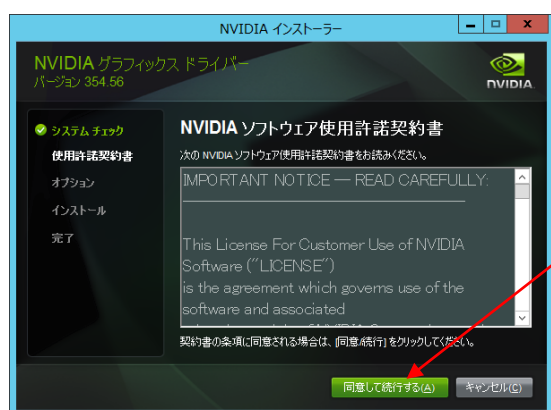 NVIDIA インストーラー
NVIDIA グラフィックス ドライバー
バージョン 354.56
NVIDIA
システム チェック
使用許諾契約書
オプション
インストール
完了
NVIDIA ソフトウェア使用許諾契約書
次の NVIDIA ソフトウェア使用許諾契約書をお読みください。
IMPORTANT NOTICE — READ CAREFULLY:
This License For Customer Use of NVIDIA
Software ("LICENSE")
is the agreement which governs use of the
software and associated
契約書の条項に同意される場合は、[同意/続行] をクリックしてください。
同意して続行する(A)
キャンセル(C)